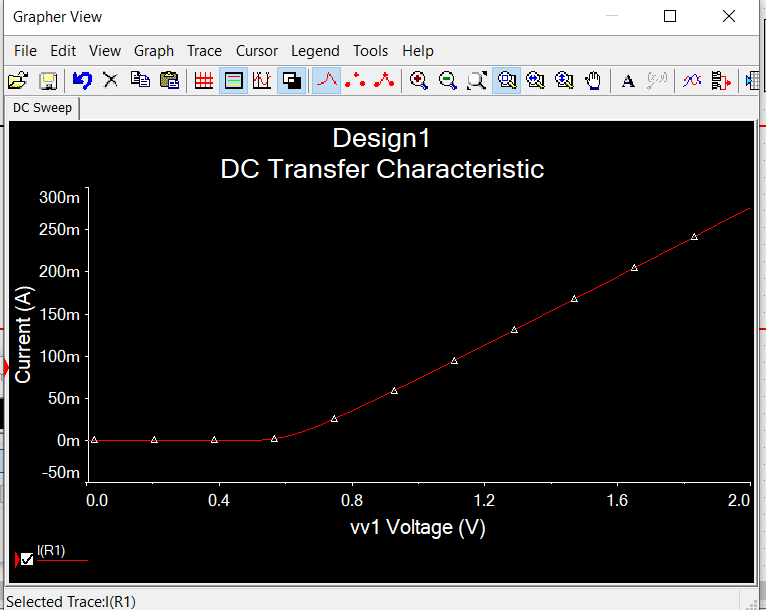 Grapher View
File Edit View Graph Trace Cursor Legend Tools Help
A
DC Sweep
Design1
DC Transfer Characteristic
300m
250m
200m
150m
100m
50m
0m
-50m
Current (A)
0.0 0.4 0.8 1.2 1.6 2.0
vv1 Voltage (V)
I(R1)
Selected Trace:I(R1)